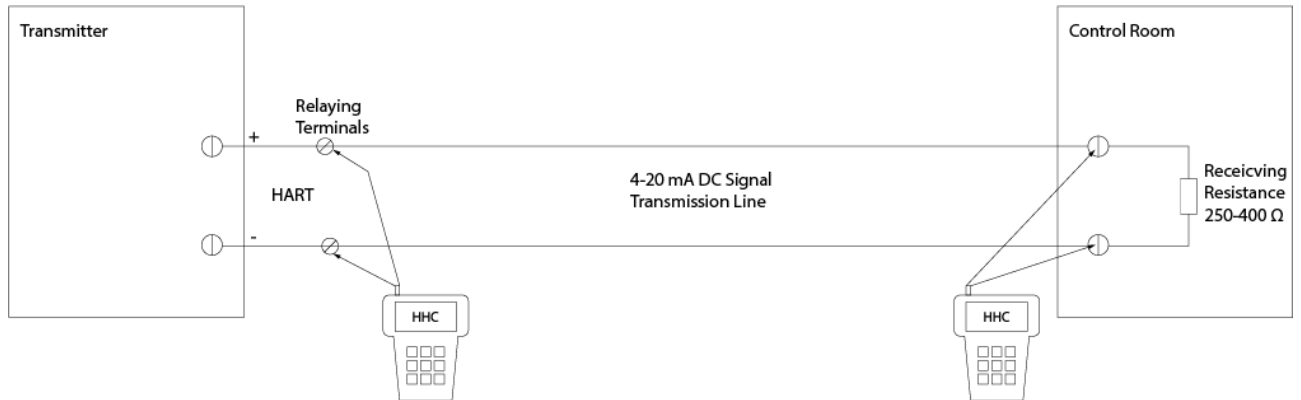 Transmitter
Control Room
Relaying
Terminals
+
HART
-
4-20 mA DC Signal
Transmission Line
Receicving
Resistance
250-400 Ω
HHC
HHC